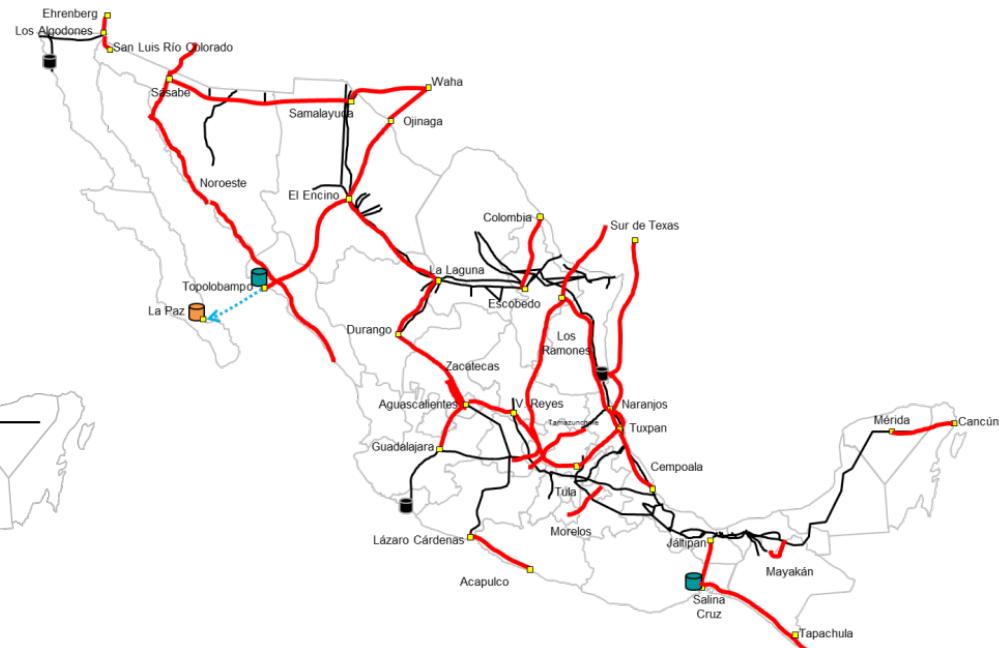 Ehrenberg
Los Algodones
San Luis Río Colorado
Sásabe
Samalayuca
Waha
Ojinaga
Noroeste
El Encino
Colombia
Sur de Texas
La Laguna
Topolobampo
Escobedo
La Paz
Durango
Los
Ramones
Zacatecas
Aguascalientes
V. Reyes
Naranjos
Tamazunchale
Tuxpan
Mérida
Cancún
Guadalajara
Cempoala
Tula
Morelos
Lázaro Cárdenas
Jáltipan
Mayakán
Acapulco
Salina
Cruz
Tapachula